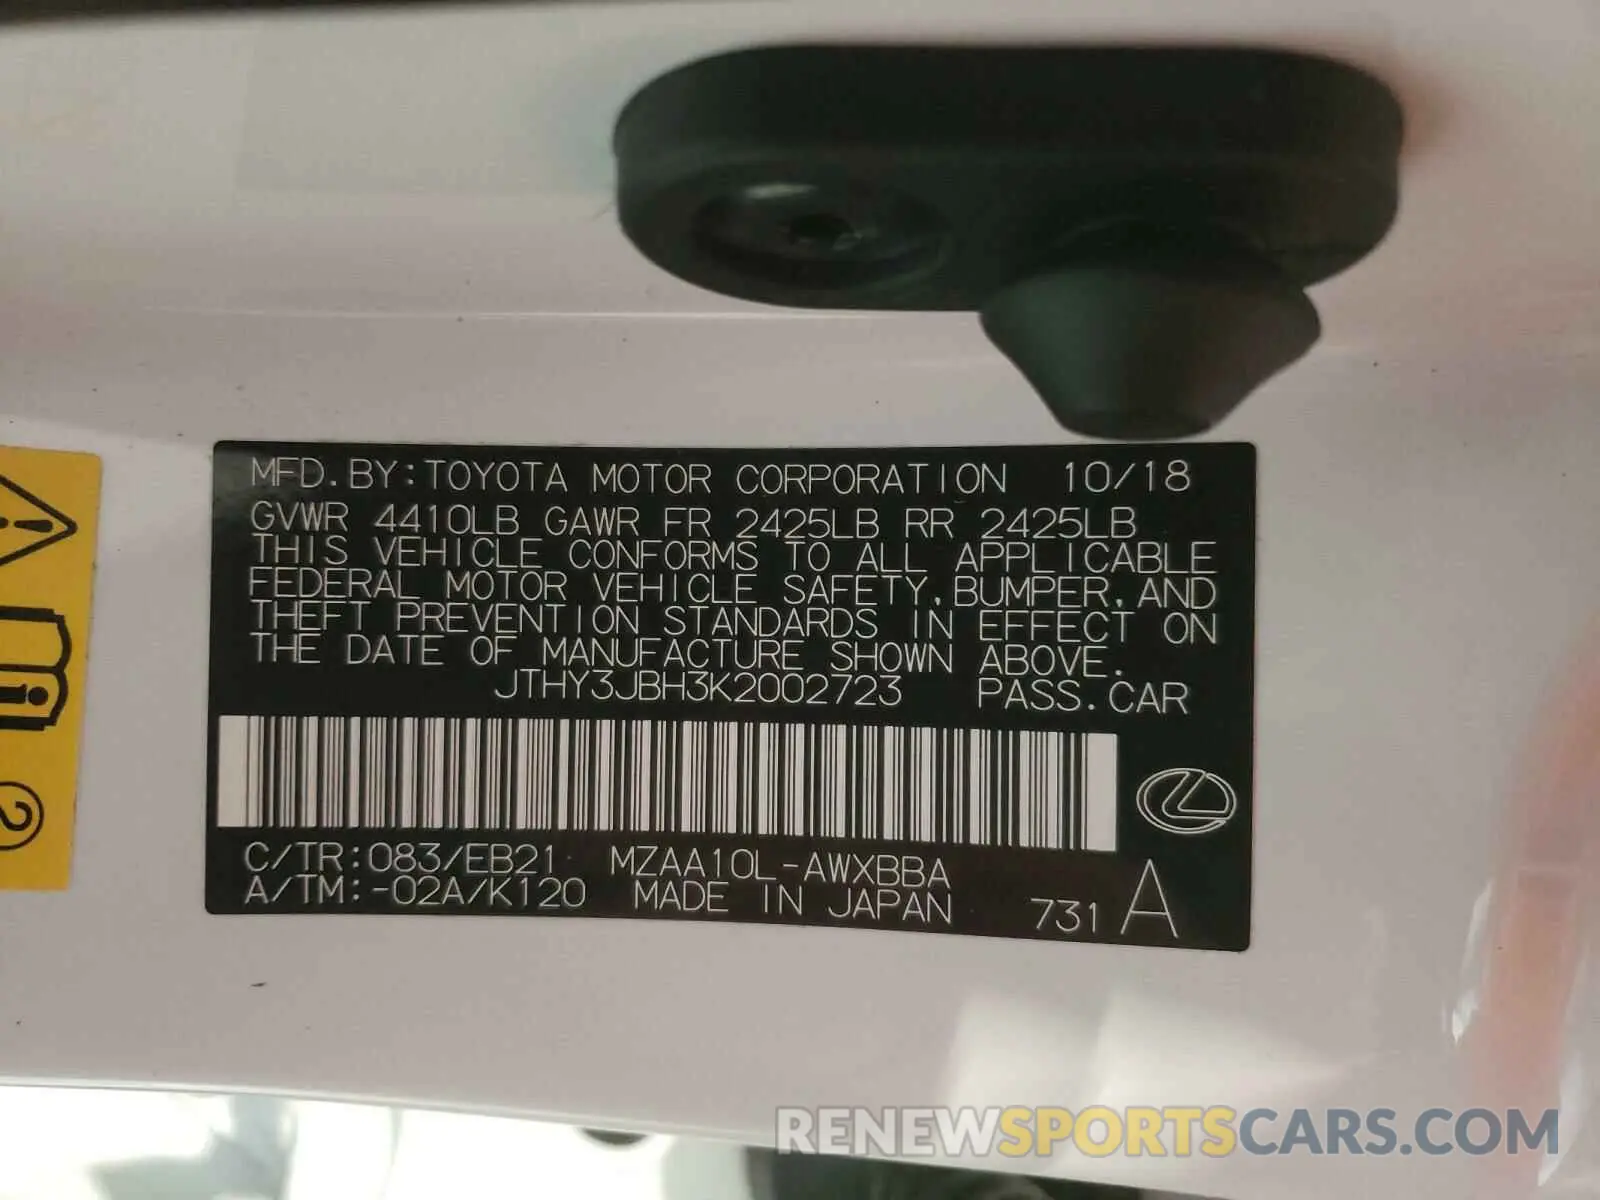 MFD.BY:TOYOTA MOTOR CORPORATION 10/18
GVWR 4410LB GAWR FR 2425LB RR 2425LB
THIS VEHICLE CONFORMS TO ALL APPLICABLE
FEDERAL MOTOR VEHICLE SAFETY,BUMPER,AND
THEFT PREVENTION STANDARDS IN EFFECT ON
THE DATE OF MANUFACTURE SHOWN ABOVE.
JTHY3JBH3K2002723 PASS.CAR
C/TR:083/EB21 MZAA10L-AWXBBA
A/TM:-02A/K120 MADE IN JAPAN 731 A
2
RENEWSPORTSCARS.COM